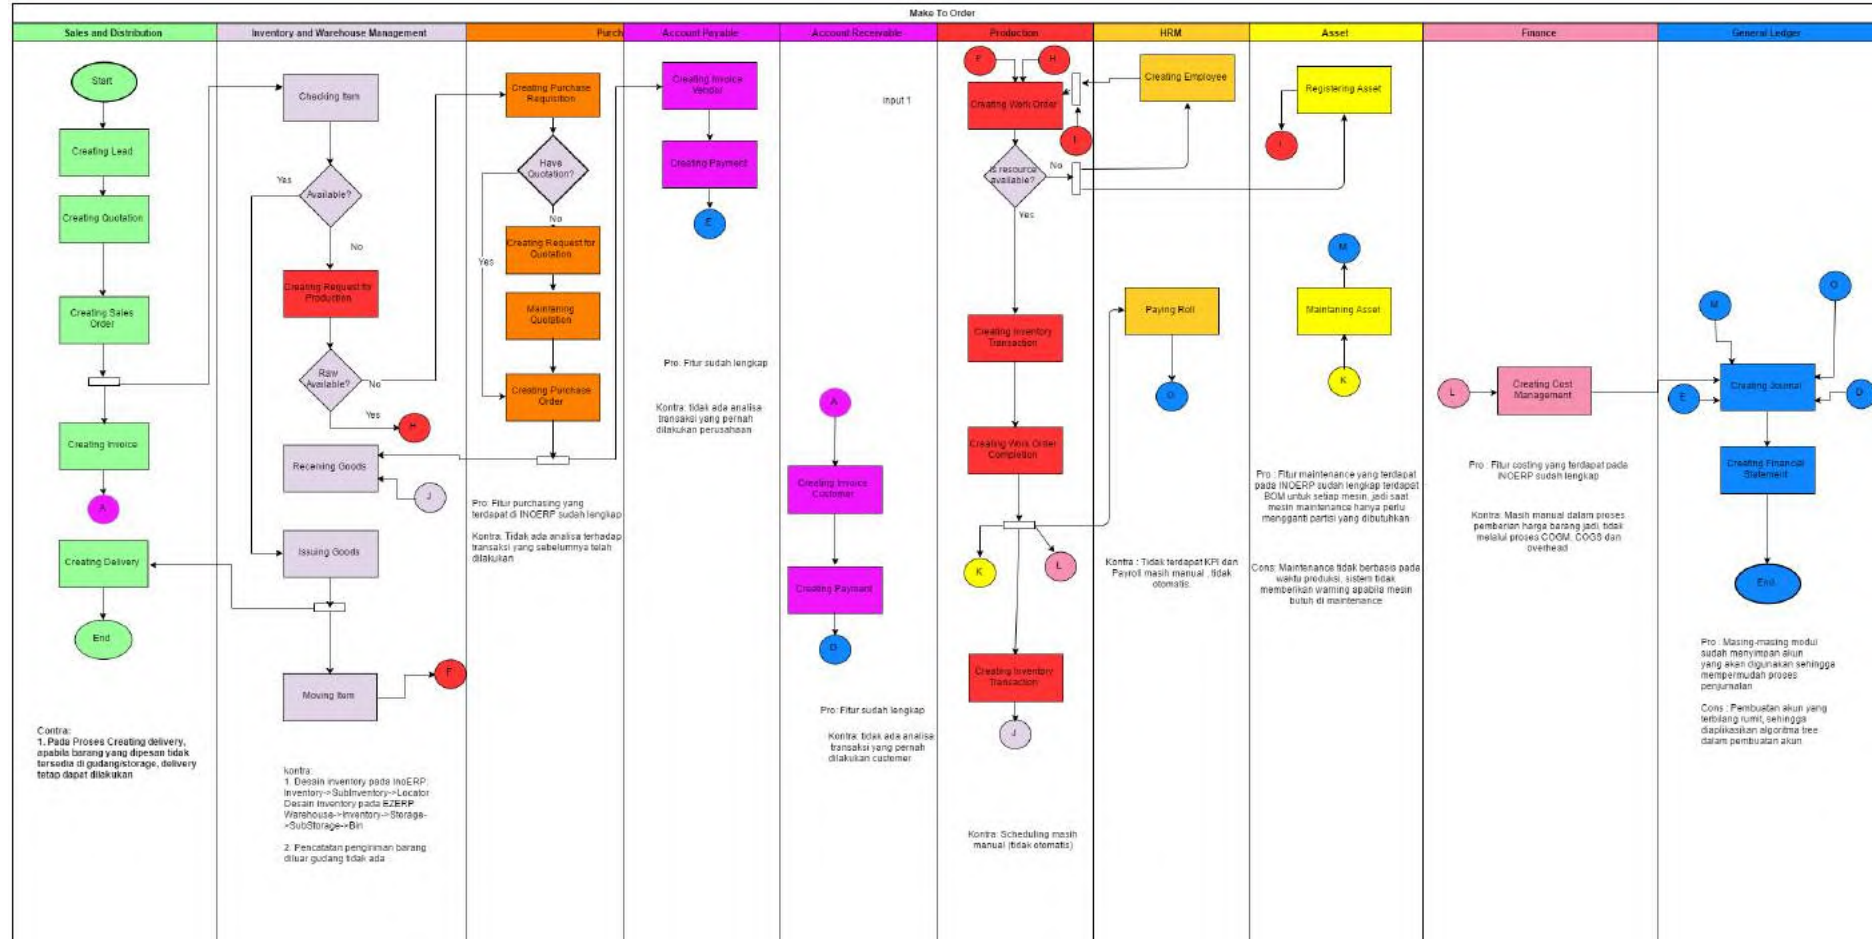 Make To Order
Sales and Distribution
Inventory and Warehouse Management
Purch
Account Payable
Account Receivable
Production
HRM
Asset
Finance
General Ledger
Start
Creating Lead
Creating Quotation
Creating Sales
Order
Creating Invoice
A
Creating Delivery
End
Contra:
1. Pada Proses Creating delivery,
apabila barang yang dipesan tidak
tersedia di gudang/storage, delivery
tetap dapat dilakukan
Checking Item
Yes
Available?
No
Creating Request for
Production
Raw
Available?
No
Yes
H
Receiving Goods
J
Issuing Goods
Moving Item
F
kontra:
1. Desain inventory pada InoERP:
Inventory->SubInventory->Locator
Desain inventory pada EZERP
Warehouse->Inventory->Storage-
>SubStorage->Bin
2. Pencatatan pengiriman barang
diluar gudang tidak ada
Creating Purchase
Requisition
Have
Quotation?
No
Yes
Creating Request for
Quotation
Maintaining
Quotation
Creating Purchase
Order
Pro: Fitur purchasing yang
terdapat di INOERP sudah lengkap
Kontra: Tidak ada analisa terhadap
transaksi yang sebelumnya telah
dilakukan
Creating Invoice
Vendor
Creating Payment
E
Pro: Fitur sudah lengkap
Kontra: tidak ada analisa
transaksi yang pernah
dilakukan perusahaan
Input 1
A
Creating Invoice
Customer
Creating Payment
D
Pro: Fitur sudah lengkap
Kontra: tidak ada analisa
transaksi yang pernah
dilakukan customer
F
H
Creating Work Order
I
Is resource
available?
No
Yes
Creating Inventory
Transaction
Creating Work Order
Completion
K
L
Creating Inventory
Transaction
J
Kontra: Scheduling masih
manual (tidak otomatis)
Creating Employee
Paying Roll
O
Kontra : Tidak terdapat KPI dan
Payroll masih manual , tidak
otomatis.
Registering Asset
I
M
Maintaning Asset
K
Pro : Fitur maintenance yang terdapat
pada INOERP sudah lengkap terdapat
BOM untuk setiap mesin, jadi saat
mesin maintenance hanya perlu
mengganti partisi yang dibutuhkan
Cons: Maintenance tidak berbasis pada
waktu produksi, sistem tidak
memberikan warning apabila mesin
butuh di maintenance
L
Creating Cost
Management
Pro : Fitur costing yang terdapat pada
INOERP sudah lengkap
Kontra: Masih manual dalam proses
pemberian harga barang jadi, tidak
melalui proses COGM, COGS dan
overhead
M
O
Creating Journal
E
D
Creating Financial
Statement
End
Pro : Masing-masing modul
sudah menyimpan akun
yang akan digunakan sehingga
mempermudah proses
penjurnalan
Cons : Pembuatan akun yang
terbilang rumit, sehingga
diaplikasikan algoritma tree
dalam pembuatan akun